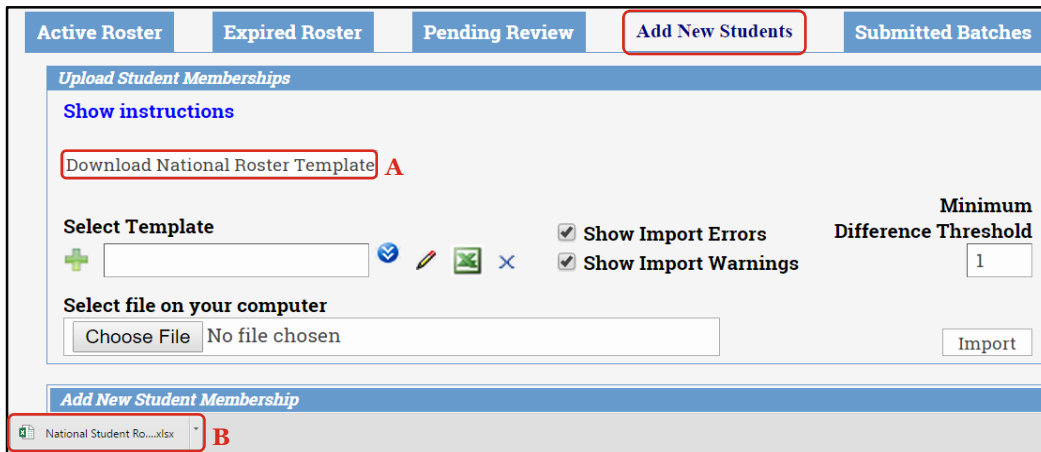 Active Roster Expired Roster Pending Review Add New Students Submitted Batches
Upload Student Memberships
Show instructions
Download National Roster Template A
Minimum
Select Template Show Import Errors Difference Threshold
Show Import Warnings 1
Select file on your computer
Choose File No file chosen Import
Add New Student Membership
National Student Ro....xlsx B